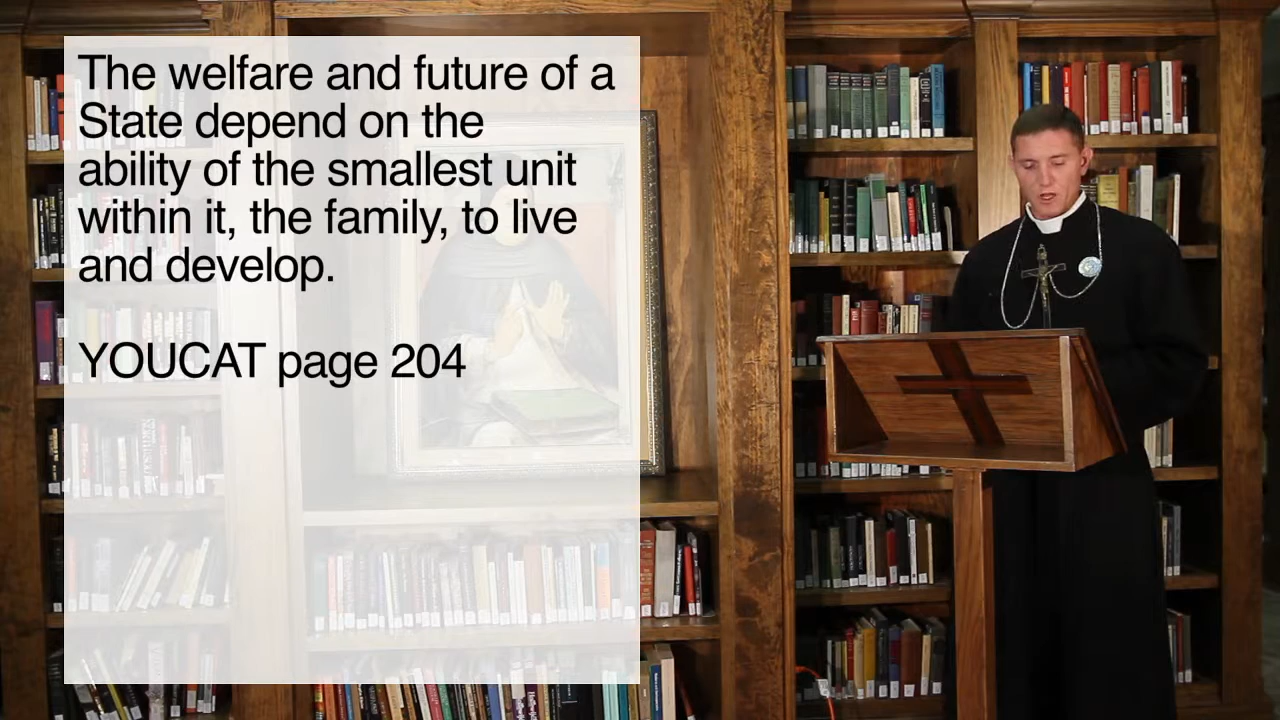 The welfare and future of a
State depend on the
ability of the smallest unit
within it, the family, to live
and develop.
YOUCAT page 204